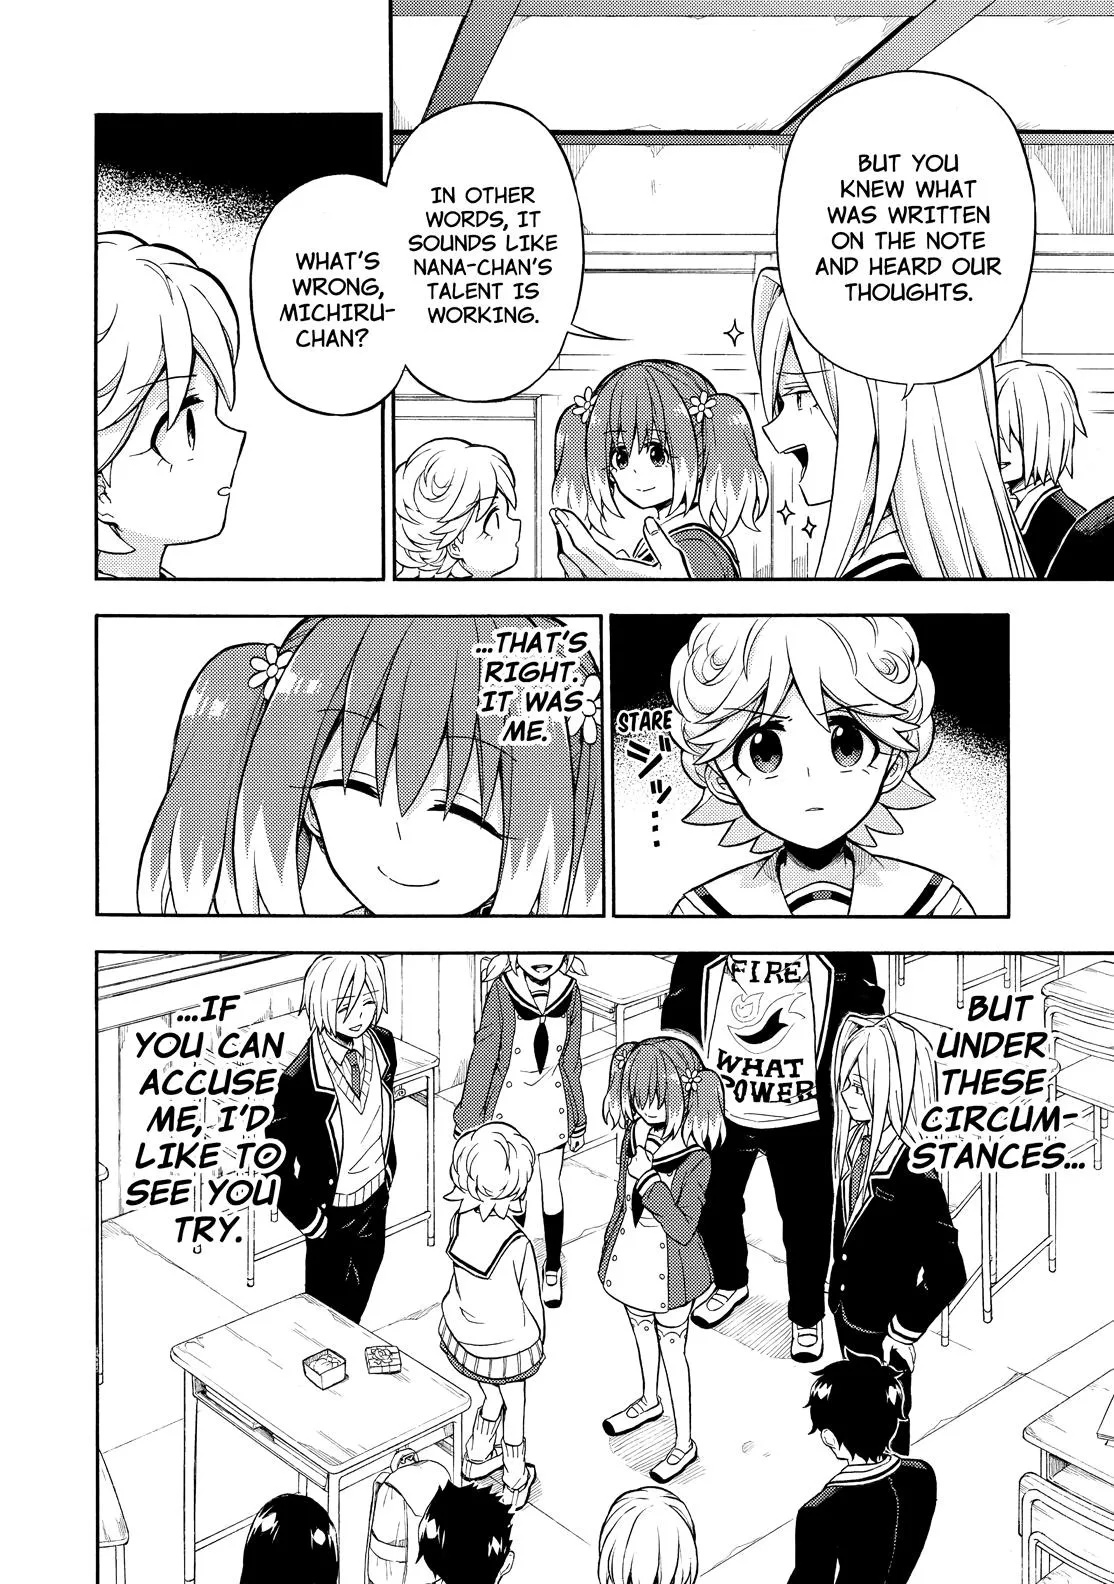 BUT YOU
KNEW WHAT
WAS WRITTEN
ON THE NOTE
AND HEARD OUR
THOUGHTS.
IN OTHER
WORDS, IT
SOUNDS LIKE
NANA-CHAN'S
TALENT IS
WORKING.
WHAT'S
WRONG,
MICHIRU-
CHAN?
STARE
...THAT'S
RIGHT.
IT WAS
ME.
BUT
UNDER
THESE
CIRCUM-
STANCES...
FIRE
WHAT
POWER
...IF
YOU CAN
ACCUSE
ME, I'D
LIKE TO
SEE YOU
TRY.